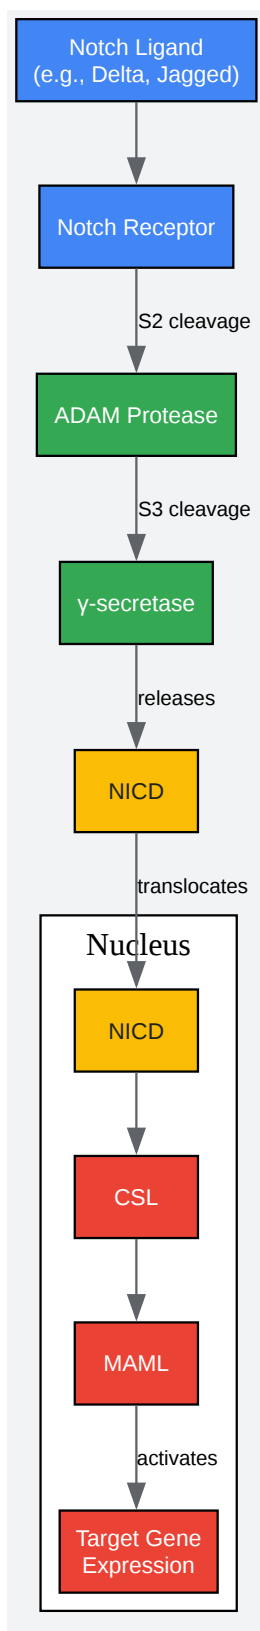 Notch Ligand
(e.g., Delta, Jagged)
Notch Receptor
S2 cleavage
ADAM Protease
S3 cleavage
γ-secretase
releases
NICD
translocates
Nucleus
NICD
CSL
MAML
activates
Target Gene
Expression